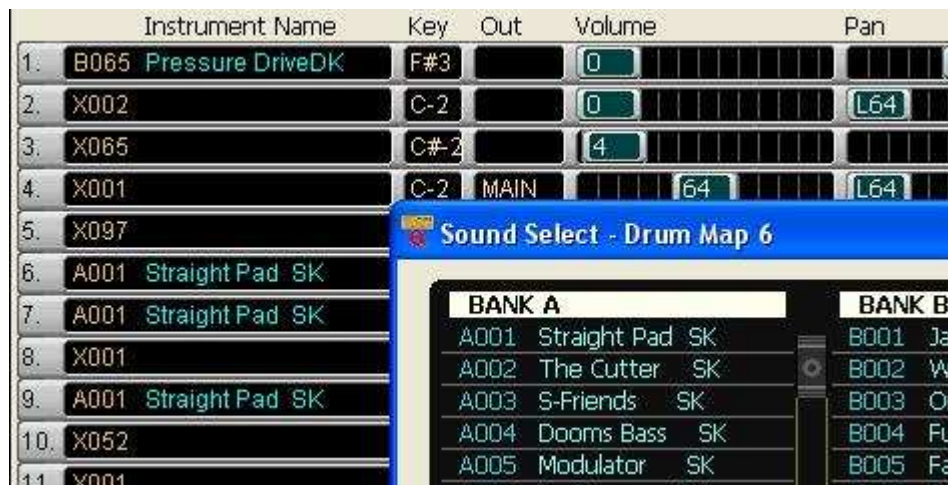 Instrument Name Key Out Volume Pan
1. B065 Pressure DriveDK F#3 0
2. X002 C-2 0 L64
3. X065 C#-2 4
4. X001 C-2 MAIN 64 L64
5. X097
6. A001 Straight Pad SK
7. A001 Straight Pad SK
8. X001
9. A001 Straight Pad SK
10. X052
11. X001
Sound Select - Drum Map 6
BANK A BANK B
A001 Straight Pad SK B001
A002 The Cutter SK B002
A003 S-Friends SK B003
A004 Dooms Bass SK B004
A005 Modulator SK B005